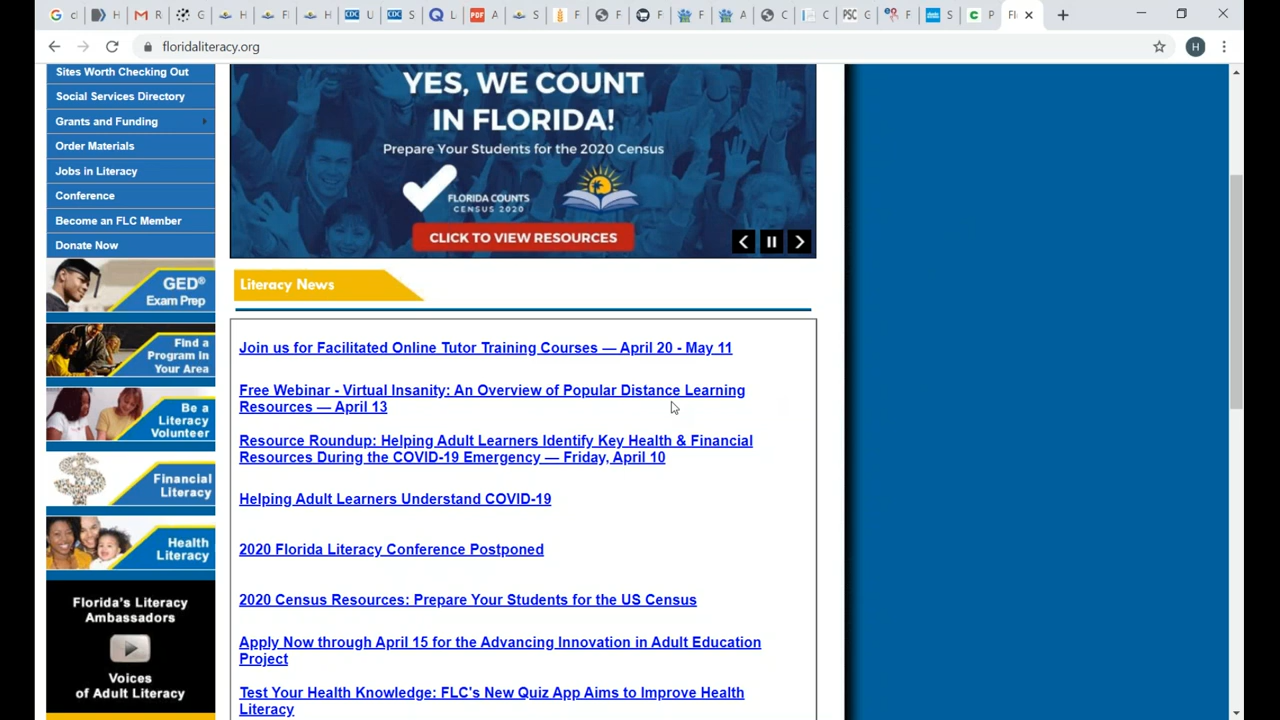 G
H
R
G
H
Fl
H
U
S
L
A
S
F
F
F
F
A
C
C
G
F
S
P
Fl
floridaliteracy.org
H
Sites Worth Checking Out
Social Services Directory
Grants and Funding
Order Materials
Jobs in Literacy
Conference
Become an FLC Member
Donate Now
GED®
Exam Prep
Find a
Program in
Your Area
Be a
Literacy
Volunteer
Financial
Literacy
Health
Literacy
Florida's Literacy
Ambassadors
Voices
of Adult Literacy
YES, WE COUNT
IN FLORIDA!
Prepare Your Students for the 2020 Census
FLORIDA COUNTS
CENSUS 2020
CLICK TO VIEW RESOURCES
Literacy News
Join us for Facilitated Online Tutor Training Courses — April 20 - May 11
Free Webinar - Virtual Insanity: An Overview of Popular Distance Learning
Resources — April 13
Resource Roundup: Helping Adult Learners Identify Key Health & Financial
Resources During the COVID-19 Emergency — Friday, April 10
Helping Adult Learners Understand COVID-19
2020 Florida Literacy Conference Postponed
2020 Census Resources: Prepare Your Students for the US Census
Apply Now through April 15 for the Advancing Innovation in Adult Education
Project
Test Your Health Knowledge: FLC's New Quiz App Aims to Improve Health
Literacy